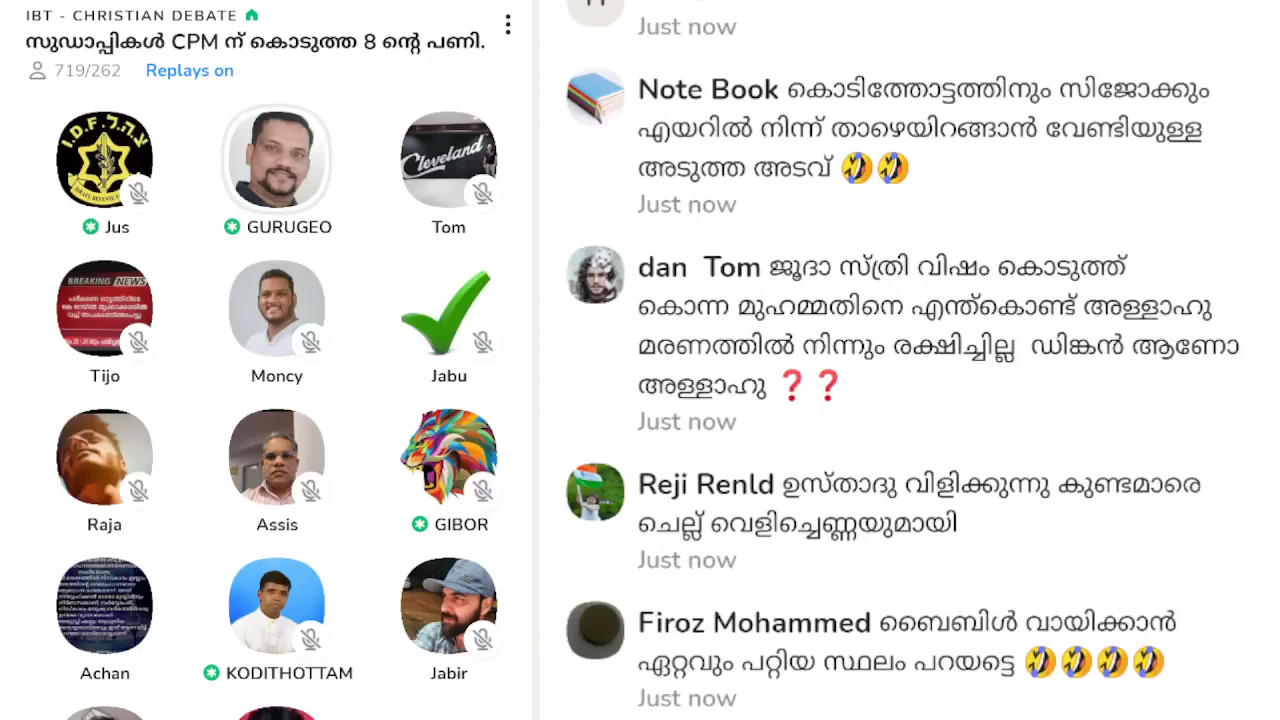 IBT - CHRISTIAN DEBATE
സുഡാപ്പികൾ CPM ന് കൊടുത്ത 8 ന്റെ പണി.
719/262 Replays on
I.D.F. צ.ה.ל.
Cleveland
Jus GURUGEO Tom
BREAKING NEWS
Tijo Moncy Jabu
Raja Assis GIBOR
Achan KODITHOTTAM Jabir
Just now
Note Book കൊടിത്തോട്ടത്തിനും സിജോക്കും
എയറിൽ നിന്ന് താഴെയിറങ്ങാൻ വേണ്ടിയുള്ള
അടുത്ത അടവ് 🤣🤣
Just now
dan Tom ജൂദാ സ്ത്രി വിഷം കൊടുത്ത്
കൊന്ന മുഹമ്മതിനെ എന്ത്കൊണ്ട് അള്ളാഹു
മരണത്തിൽ നിന്നും രക്ഷിച്ചില്ല ഡിങ്കൻ ആണോ
അള്ളാഹു ❓❓
Just now
Reji Renld ഉസ്താദു വിളിക്കുന്നു കുണ്ടമാരെ
ചെല്ല് വെളിച്ചെണ്ണയുമായി
Just now
Firoz Mohammed ബൈബിൾ വായിക്കാൻ
ഏറ്റവും പറ്റിയ സ്ഥലം പറയട്ടെ 🤣🤣🤣🤣
Just now